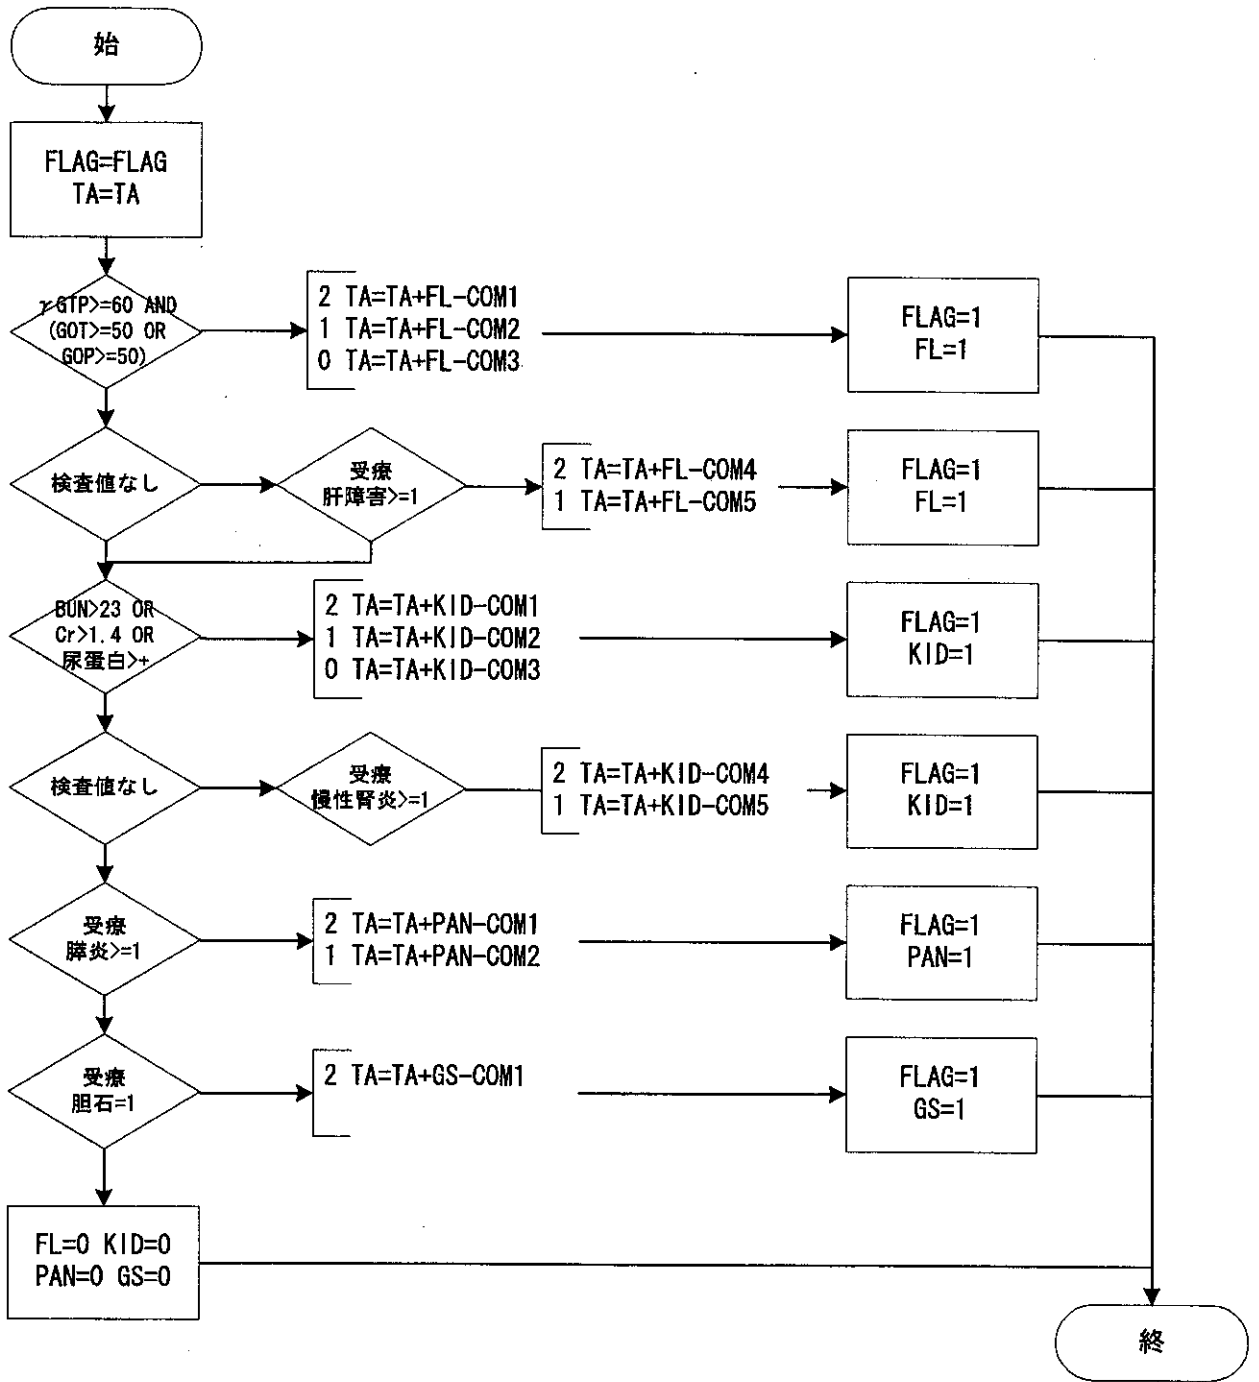 始
FLAG=FLAG
TA=TA
γGTP>=60 AND
(GOT>=50 OR
GOP>=50)
2 TA=TA+FL-COM1
1 TA=TA+FL-COM2
0 TA=TA+FL-COM3
FLAG=1
FL=1
検査値なし
受療
肝障害>=1
2 TA=TA+FL-COM4
1 TA=TA+FL-COM5
FLAG=1
FL=1
BUN>23 OR
Cr>1.4 OR
尿蛋白>+
2 TA=TA+KID-COM1
1 TA=TA+KID-COM2
0 TA=TA+KID-COM3
FLAG=1
KID=1
検査値なし
受療
慢性腎炎>=1
2 TA=TA+KID-COM4
1 TA=TA+KID-COM5
FLAG=1
KID=1
受療
膵炎>=1
2 TA=TA+PAN-COM1
1 TA=TA+PAN-COM2
FLAG=1
PAN=1
受療
胆石=1
2 TA=TA+GS-COM1
FLAG=1
GS=1
FL=0 KID=0
PAN=0 GS=0
終